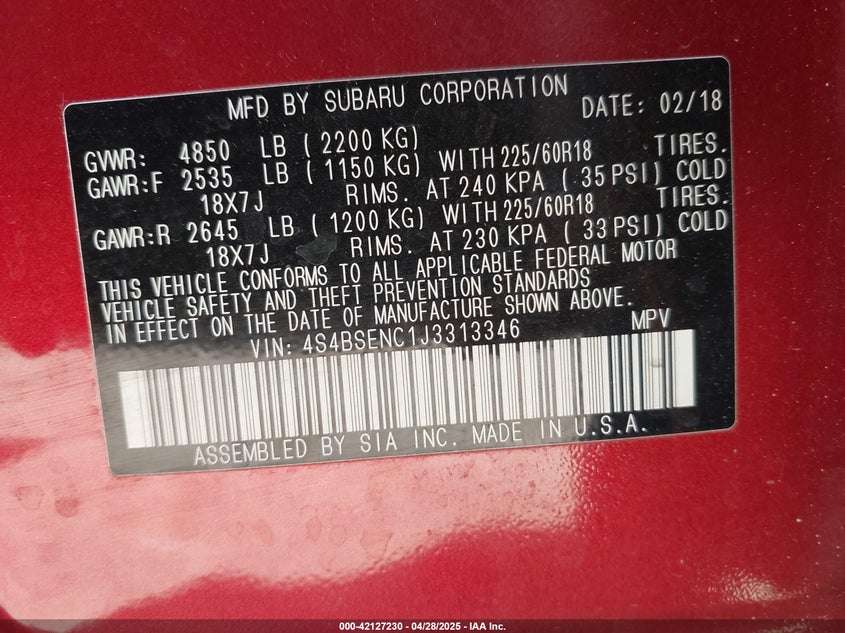 MFD BY SUBARU CORPORATION DATE: 02/18
GVWR: 4850 LB ( 2200 KG)
GAWR:F 2535 LB ( 1150 KG) WITH 225/60R18 TIRES.
18X7J RIMS. AT 240 KPA ( 35 PSI) COLD
GAWR:R 2645 LB ( 1200 KG) WITH 225/60R18 TIRES.
18X7J RIMS. AT 230 KPA ( 33 PSI) COLD
THIS VEHICLE CONFORMS TO ALL APPLICABLE FEDERAL MOTOR
VEHICLE SAFETY AND THEFT PREVENTION STANDARDS
IN EFFECT ON THE DATE OF MANUFACTURE SHOWN ABOVE.
VIN: 4S4BSENC1J3313346 MPV
ASSEMBLED BY SIA INC. MADE IN U.S.A.
000-42127230 - 04/28/2025 - IAA Inc.